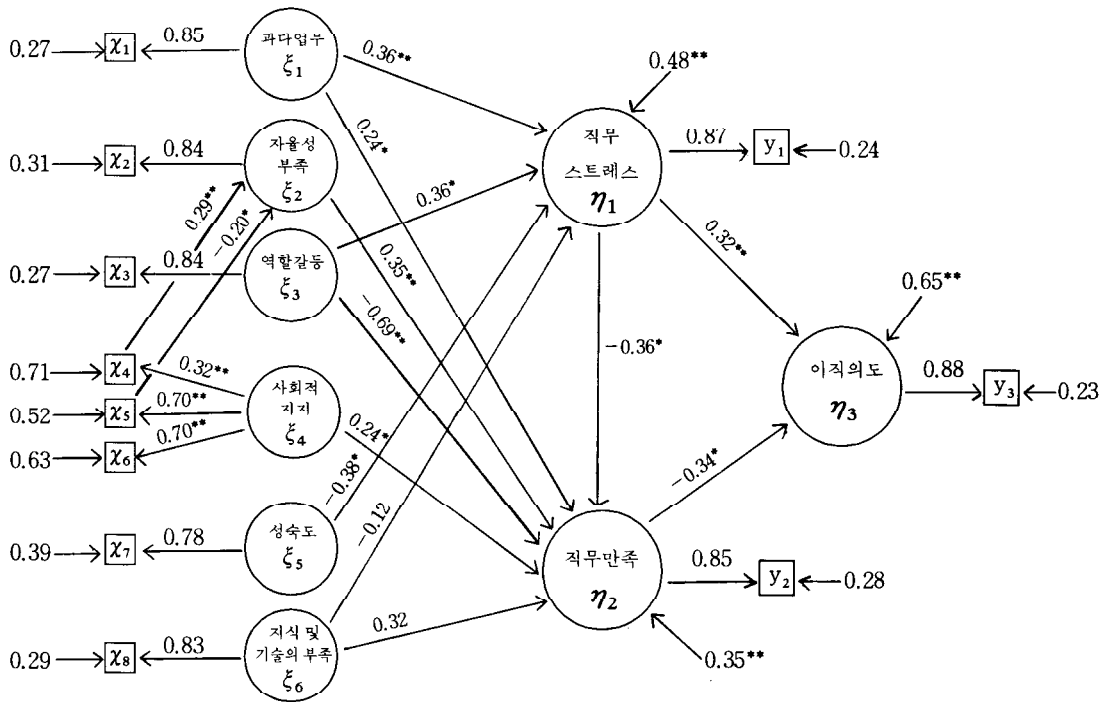 0.27
χ₁
0.85
과다업무
ξ₁
0.36**
0.24*
0.48**
직무
스트레스
η₁
0.87
y₁
0.24
0.31
χ₂
0.84
자율성
부족
ξ₂
0.29**
-0.20*
0.35**
0.36*
0.27
χ₃
0.84
역할갈등
ξ₃
-0.69**
0.32**
0.65**
-0.36*
이직의도
η₃
0.88
y₃
0.23
0.71
χ₄
0.32**
0.52
χ₅
0.70**
0.63
χ₆
0.70**
사회적
지지
ξ₄
0.24*
-0.38*
-0.12
-0.34*
0.39
χ₇
0.78
성숙도
ξ₅
직무만족
η₂
0.85
y₂
0.28
0.29
χ₈
0.83
지식 및
기술의 부족
ξ₆
0.32
0.35**